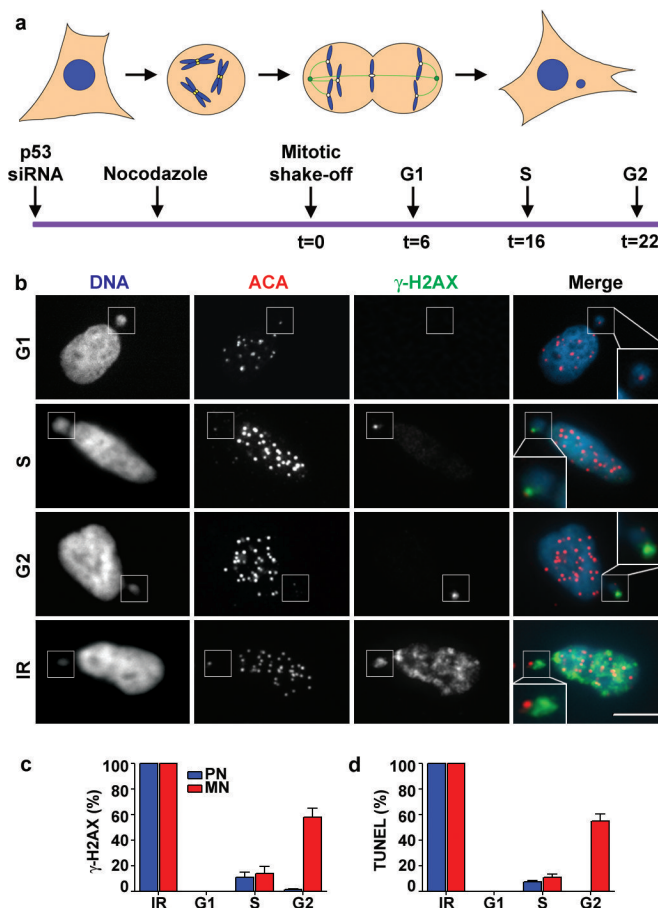 a
p53
siRNA
Nocodazole
Mitotic
shake-off
G1
S
G2
t=0
t=6
t=16
t=22
b
DNA
ACA
γ-H2AX
Merge
G1
S
G2
IR
c
γ-H2AX (%)
100
80
60
40
20
0
PN
MN
IR
G1
S
G2
d
TUNEL (%)
100
80
60
40
20
0
IR
G1
S
G2